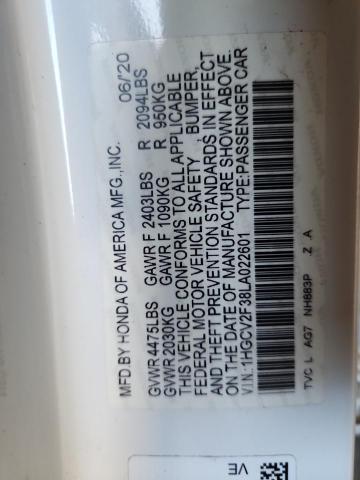 MFD.BY HONDA OF AMERICA MFG.,INC. 06/20
GVWR 4475LBS GAWR F 2403LBS R 2094LBS
GVWR 2030KG GAWR F 1090KG R 950KG
THIS VEHICLE CONFORMS TO ALL APPLICABLE
FEDERAL MOTOR VEHICLE SAFETY BUMPER,
AND THEFT PREVENTION STANDARDS IN EFFECT
ON THE DATE OF MANUFACTURE SHOWN ABOVE.
V.I.N.:1HGCV2F38LA022601 TYPE:PASSENGER CAR
TVC L AG7 NH883P Z A
VE